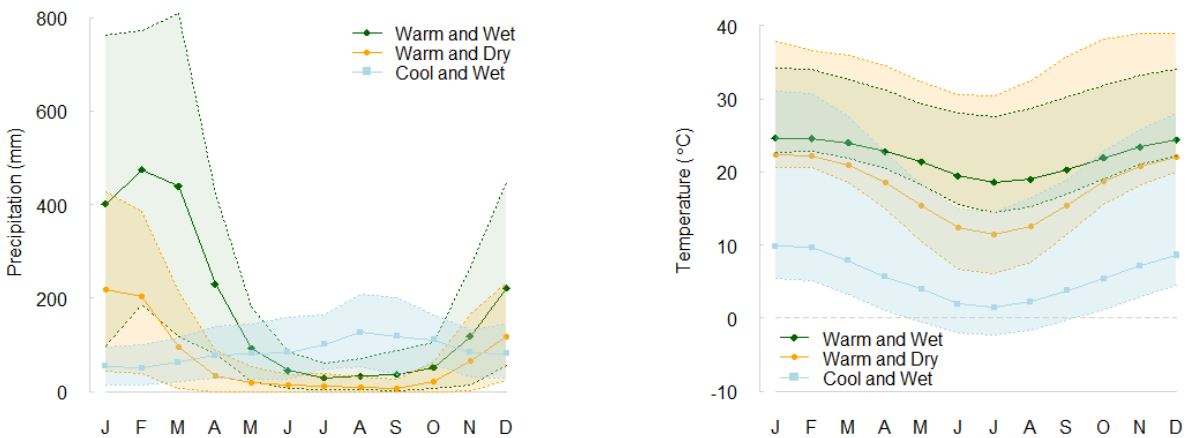 Precipitation (mm)
800
600
400
200
0
J F M A M J J A S O N D
Warm and Wet
Warm and Dry
Cool and Wet
Temperature (°C)
40
30
20
10
0
-10
J F M A M J J A S O N D
Warm and Wet
Warm and Dry
Cool and Wet